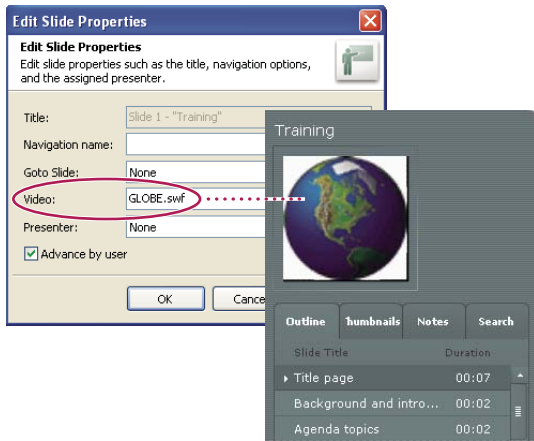 Edit Slide Properties
Edit Slide Properties
Edit slide properties such as the title, navigation options,
and the assigned presenter.
Title: Slide 1 - "Training"
Navigation name:
Goto Slide: None
Video: GLOBE.swf
Presenter: None
Advance by user
OK Cance
Training
Outline humbnails Notes Search
Slide Title Duration
Title page 00:07
Background and intro... 00:02
Agenda topics 00:02